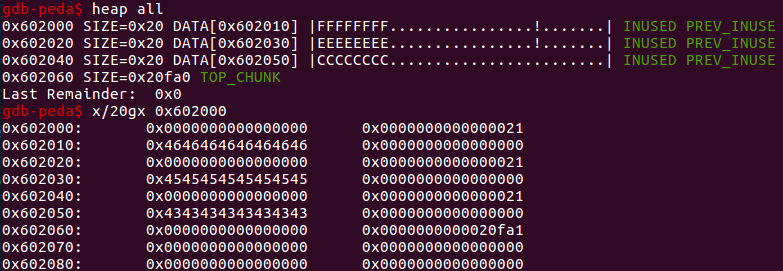 gdb-peda$ heap all
0x602000 SIZE=0x20 DATA[0x602010] |FFFFFFFF................!.......| INUSED PREV_INUSE
0x602020 SIZE=0x20 DATA[0x602030] |EEEEEEEE................!.......| INUSED PREV_INUSE
0x602040 SIZE=0x20 DATA[0x602050] |CCCCCCCC........................| INUSED PREV_INUSE
0x602060 SIZE=0x20fa0 TOP_CHUNK
Last Remainder:  0x0
gdb-peda$ x/20gx 0x602000
0x602000:	0x0000000000000000	0x0000000000000021
0x602010:	0x4646464646464646	0x0000000000000000
0x602020:	0x0000000000000000	0x0000000000000021
0x602030:	0x4545454545454545	0x0000000000000000
0x602040:	0x0000000000000000	0x0000000000000021
0x602050:	0x4343434343434343	0x0000000000000000
0x602060:	0x0000000000000000	0x0000000000020fa1
0x602070:	0x0000000000000000	0x0000000000000000
0x602080:	0x0000000000000000	0x0000000000000000